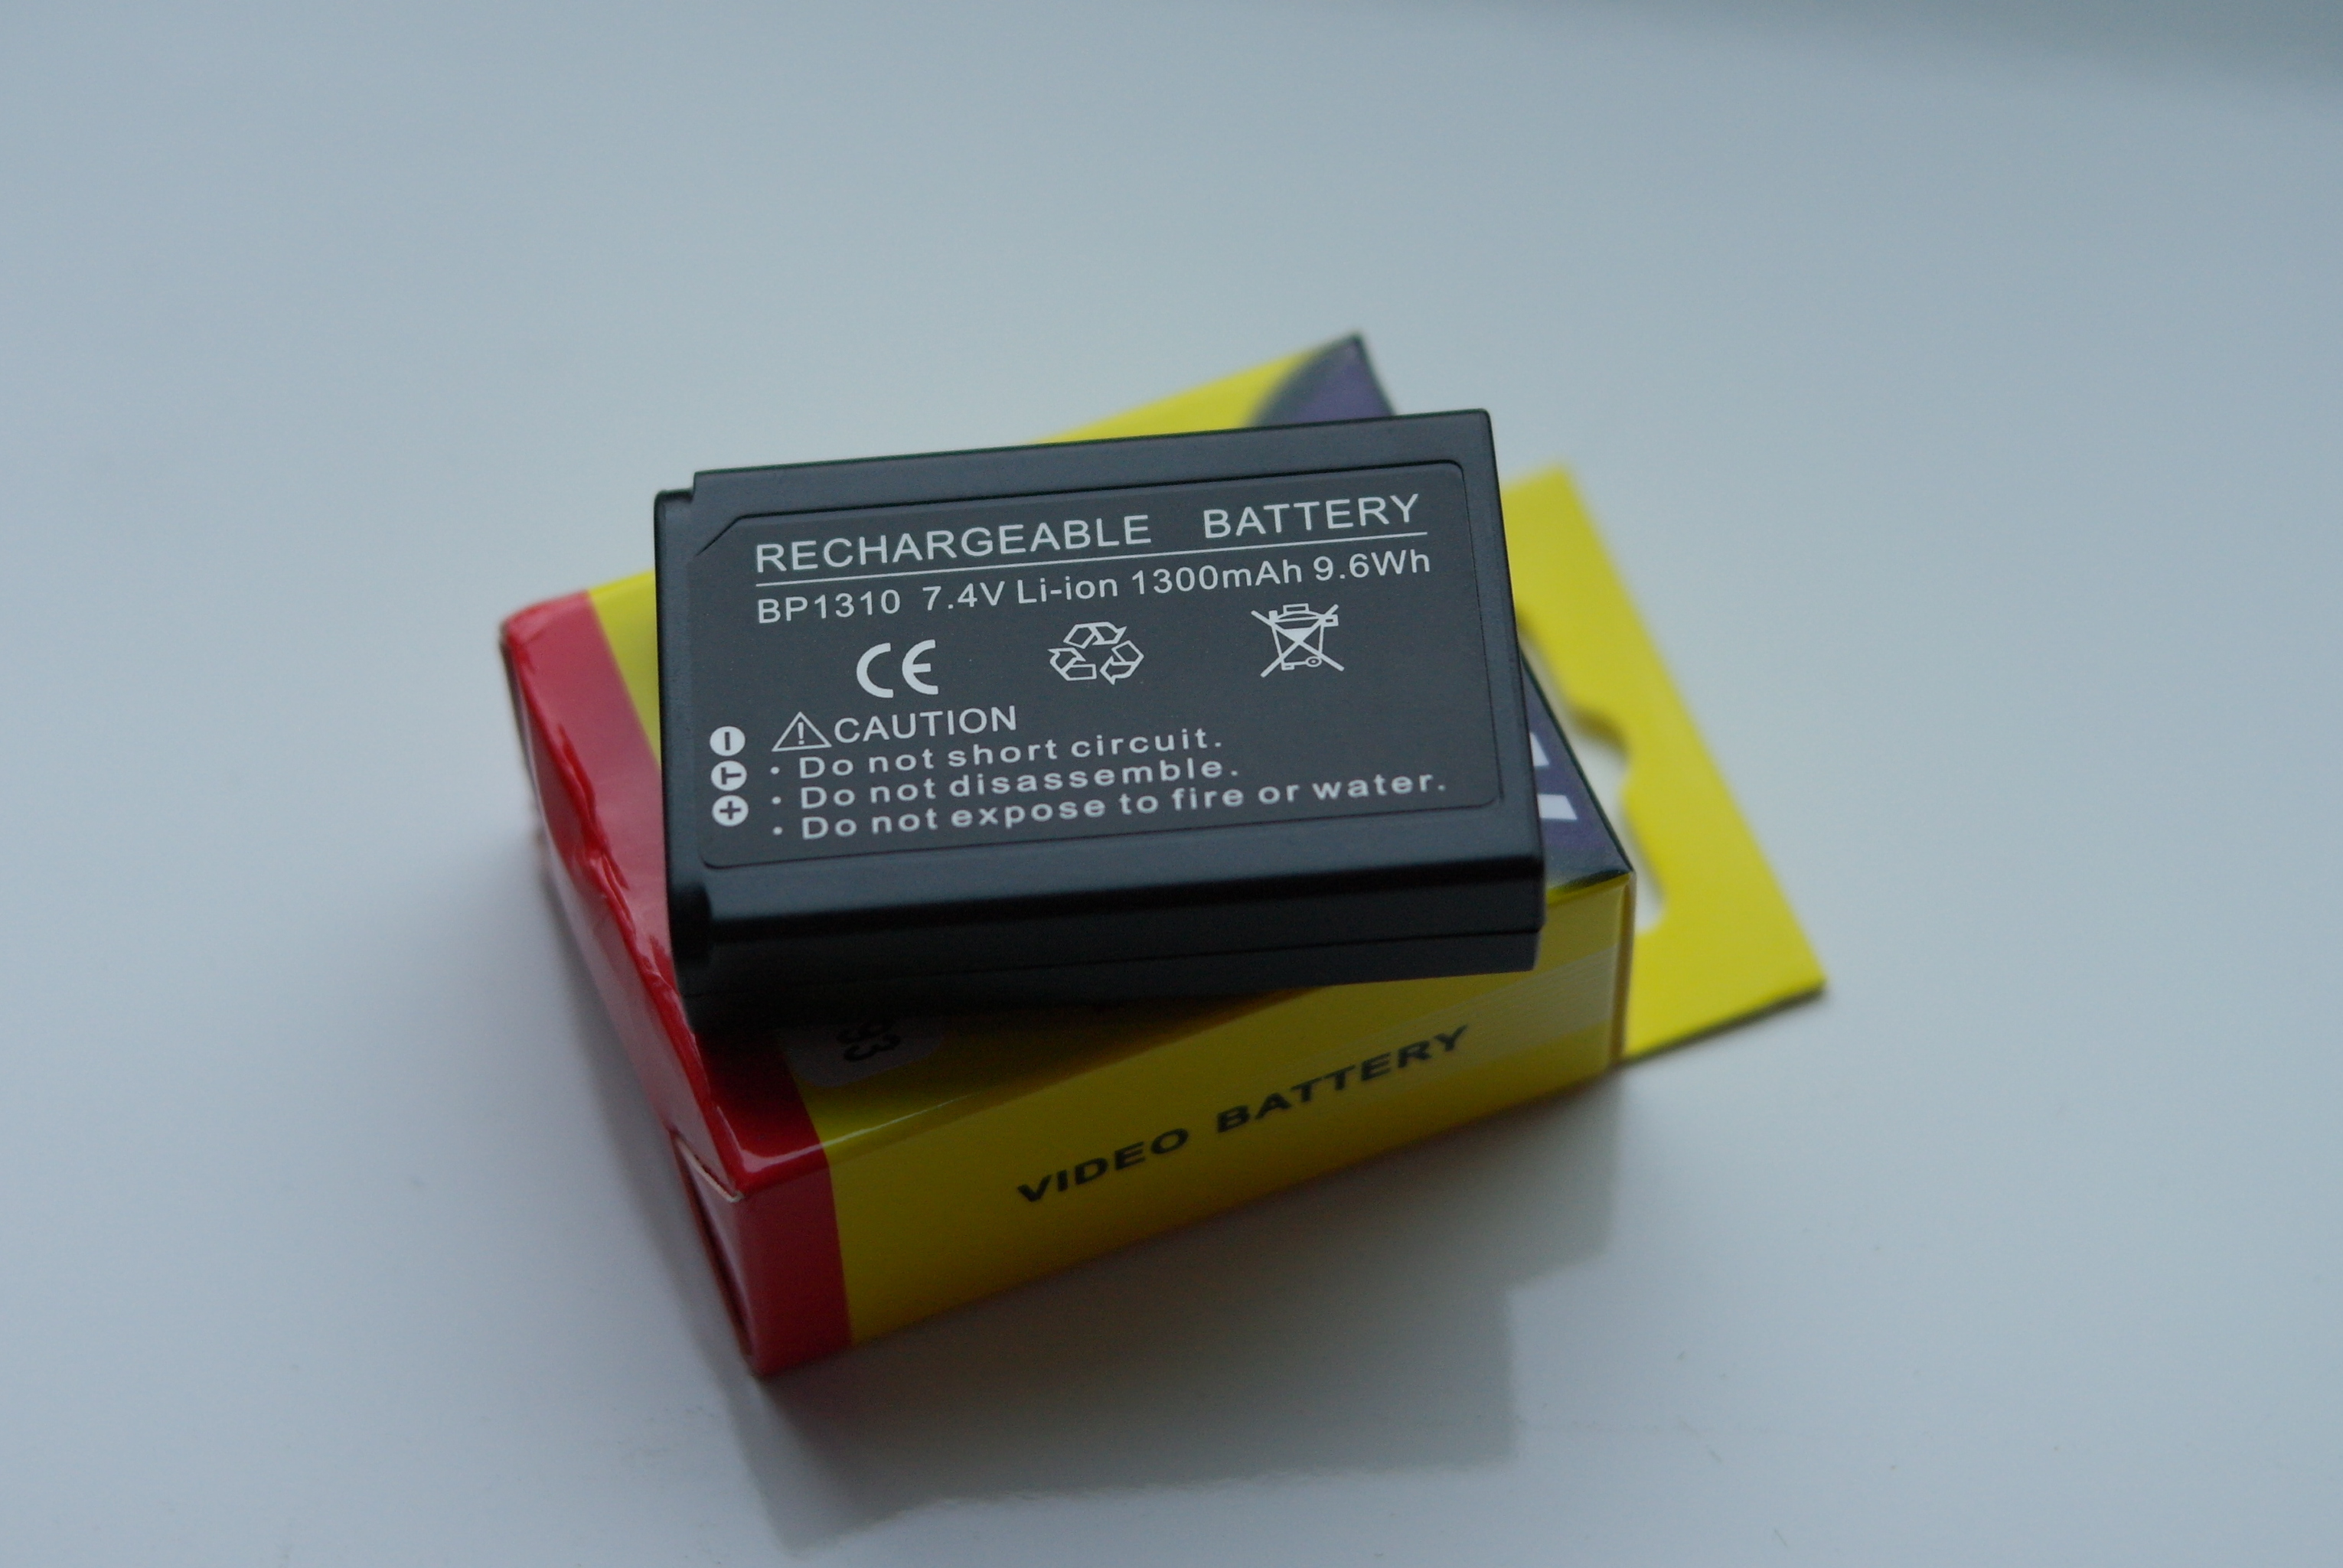 RECHARGEABLE BATTERY
BP1310 7.4V Li-ion 1300mAh 9.6Wh
CE
CAUTION
• Do not short circuit.
• Do not disassemble.
• Do not expose to fire or water.
− T +
93
VIDEO BATTERY